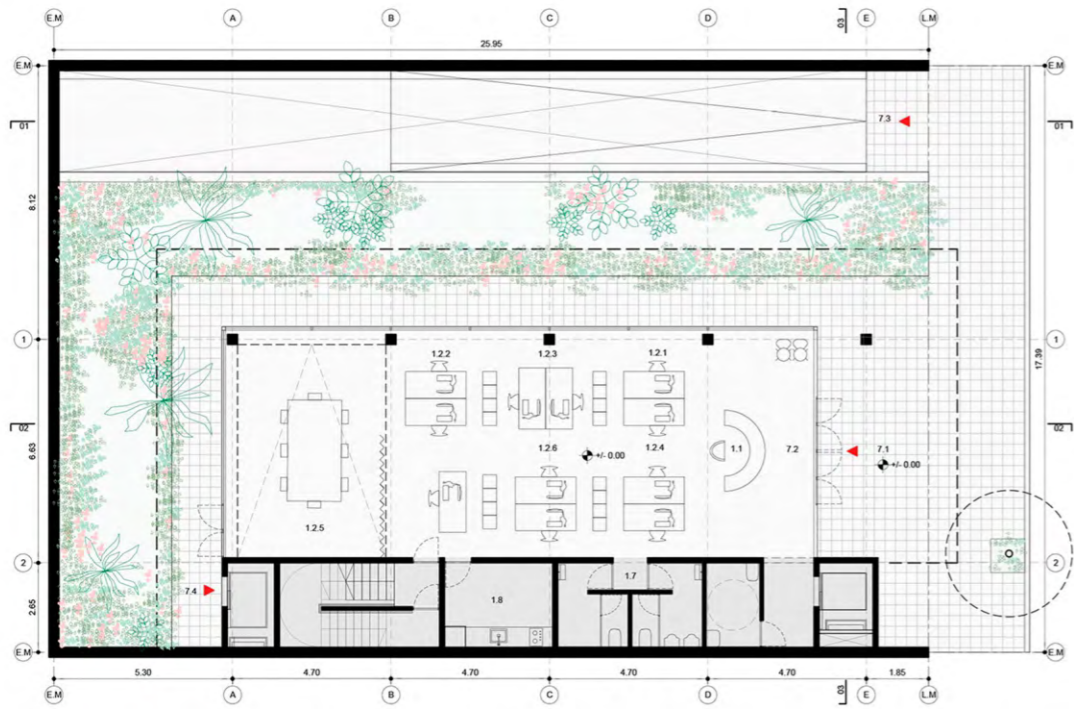 E.M A B C D E L.M
03
25.95
E.M E.M
01 7.3 01
8.12
1 1
1.2.2 1.2.3 1.2.1
17.39
02 02
6.63
1.2.6 1.2.4 1.1 7.2 7.1
+/- 0.00 +/- 0.00
1.2.5
2 2
1.7
7.4 1.8
2.65
E.M E.M
5.30 4.70 4.70 4.70 4.70 1.85
03
E.M A B C D E L.M